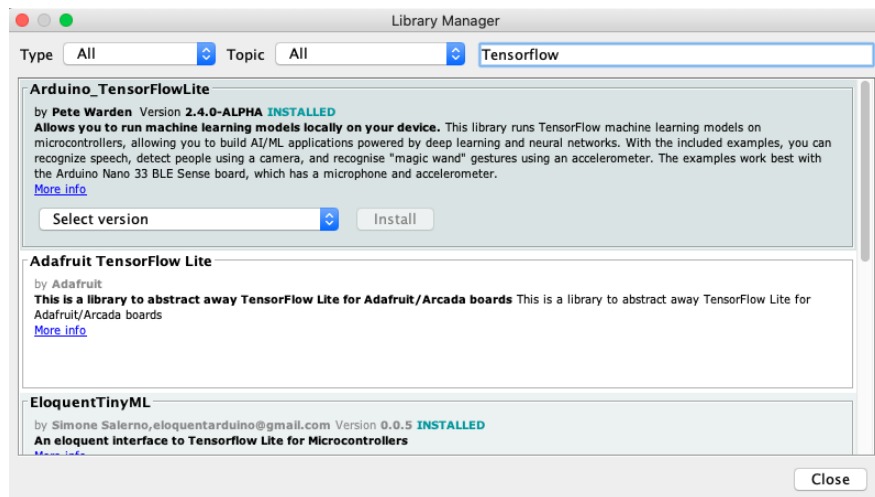 Library Manager
Type All Topic All Tensorflow
Arduino_TensorFlowLite
by Pete Warden Version 2.4.0-ALPHA INSTALLED
Allows you to run machine learning models locally on your device. This library runs TensorFlow machine learning models on
microcontrollers, allowing you to build AI/ML applications powered by deep learning and neural networks. With the included examples, you can
recognize speech, detect people using a camera, and recognise "magic wand" gestures using an accelerometer. The examples work best with
the Arduino Nano 33 BLE Sense board, which has a microphone and accelerometer.
More info
Select version Install
Adafruit TensorFlow Lite
by Adafruit
This is a library to abstract away TensorFlow Lite for Adafruit/Arcada boards This is a library to abstract away TensorFlow Lite for
Adafruit/Arcada boards
More info
EloquentTinyML
by Simone Salerno,eloquentarduino@gmail.com Version 0.0.5 INSTALLED
An eloquent interface to Tensorflow Lite for Microcontrollers
More info
Close